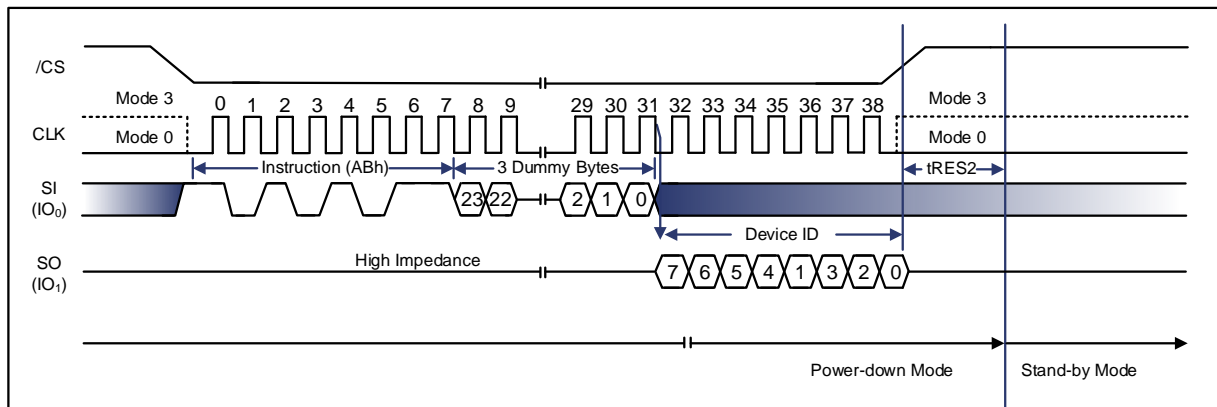 /CS
Mode 3
0 1 2 3 4 5 6 7 8 9 29 30 31 32 33 34 35 36 37 38
Mode 3
CLK
Mode 0
Mode 0
Instruction (ABh)
3 Dummy Bytes
tRES2
SI
(IO0)
23 22 2 1 0
Device ID
SO
(IO1)
High Impedance
7 6 5 4 1 3 2 0
Power-down Mode
Stand-by Mode